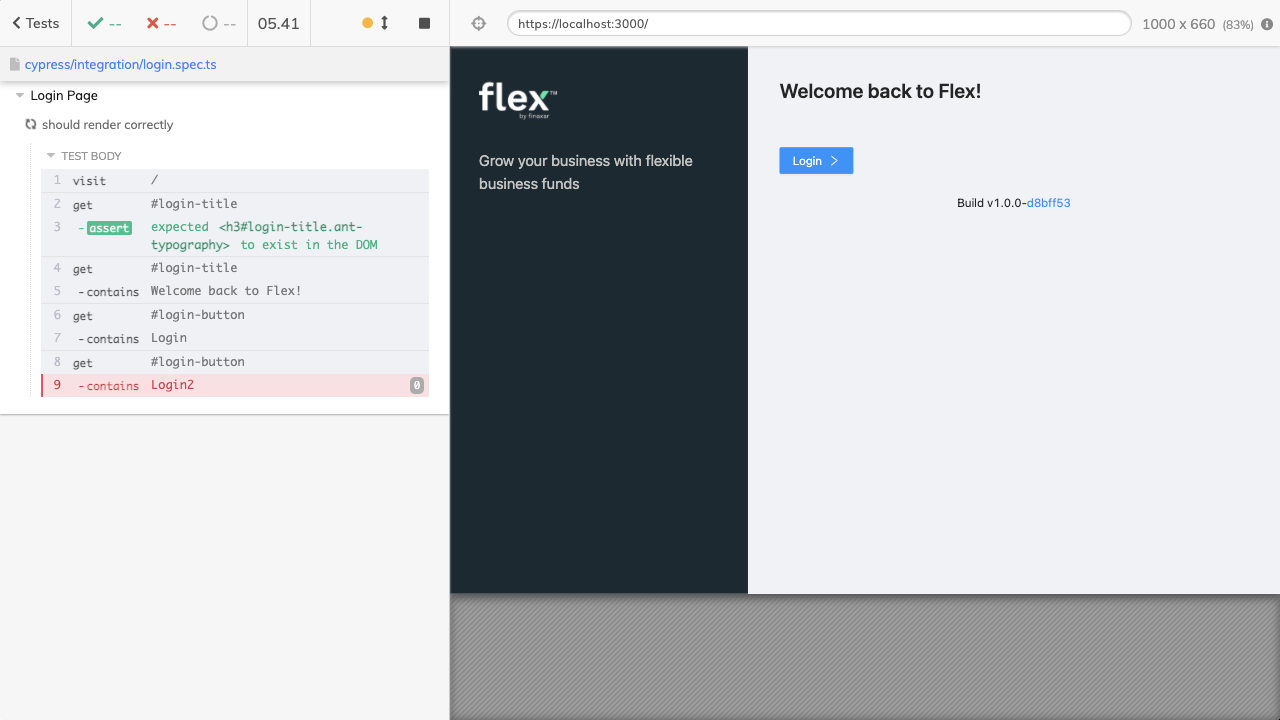 Tests
--
--
--
05.41
https://localhost:3000/
1000 x 660 (83%)
cypress/integration/login.spec.ts
Login Page
should render correctly
TEST BODY
1 visit /
2 get #login-title
3 -assert expected <h3#login-title.ant-
typography> to exist in the DOM
4 get #login-title
5 -contains Welcome back to Flex!
6 get #login-button
7 -contains Login
8 get #login-button
9 -contains Login2 0
flex™
by finaxar
Grow your business with flexible
business funds
Welcome back to Flex!
Login
Build v1.0.0-d8bff53